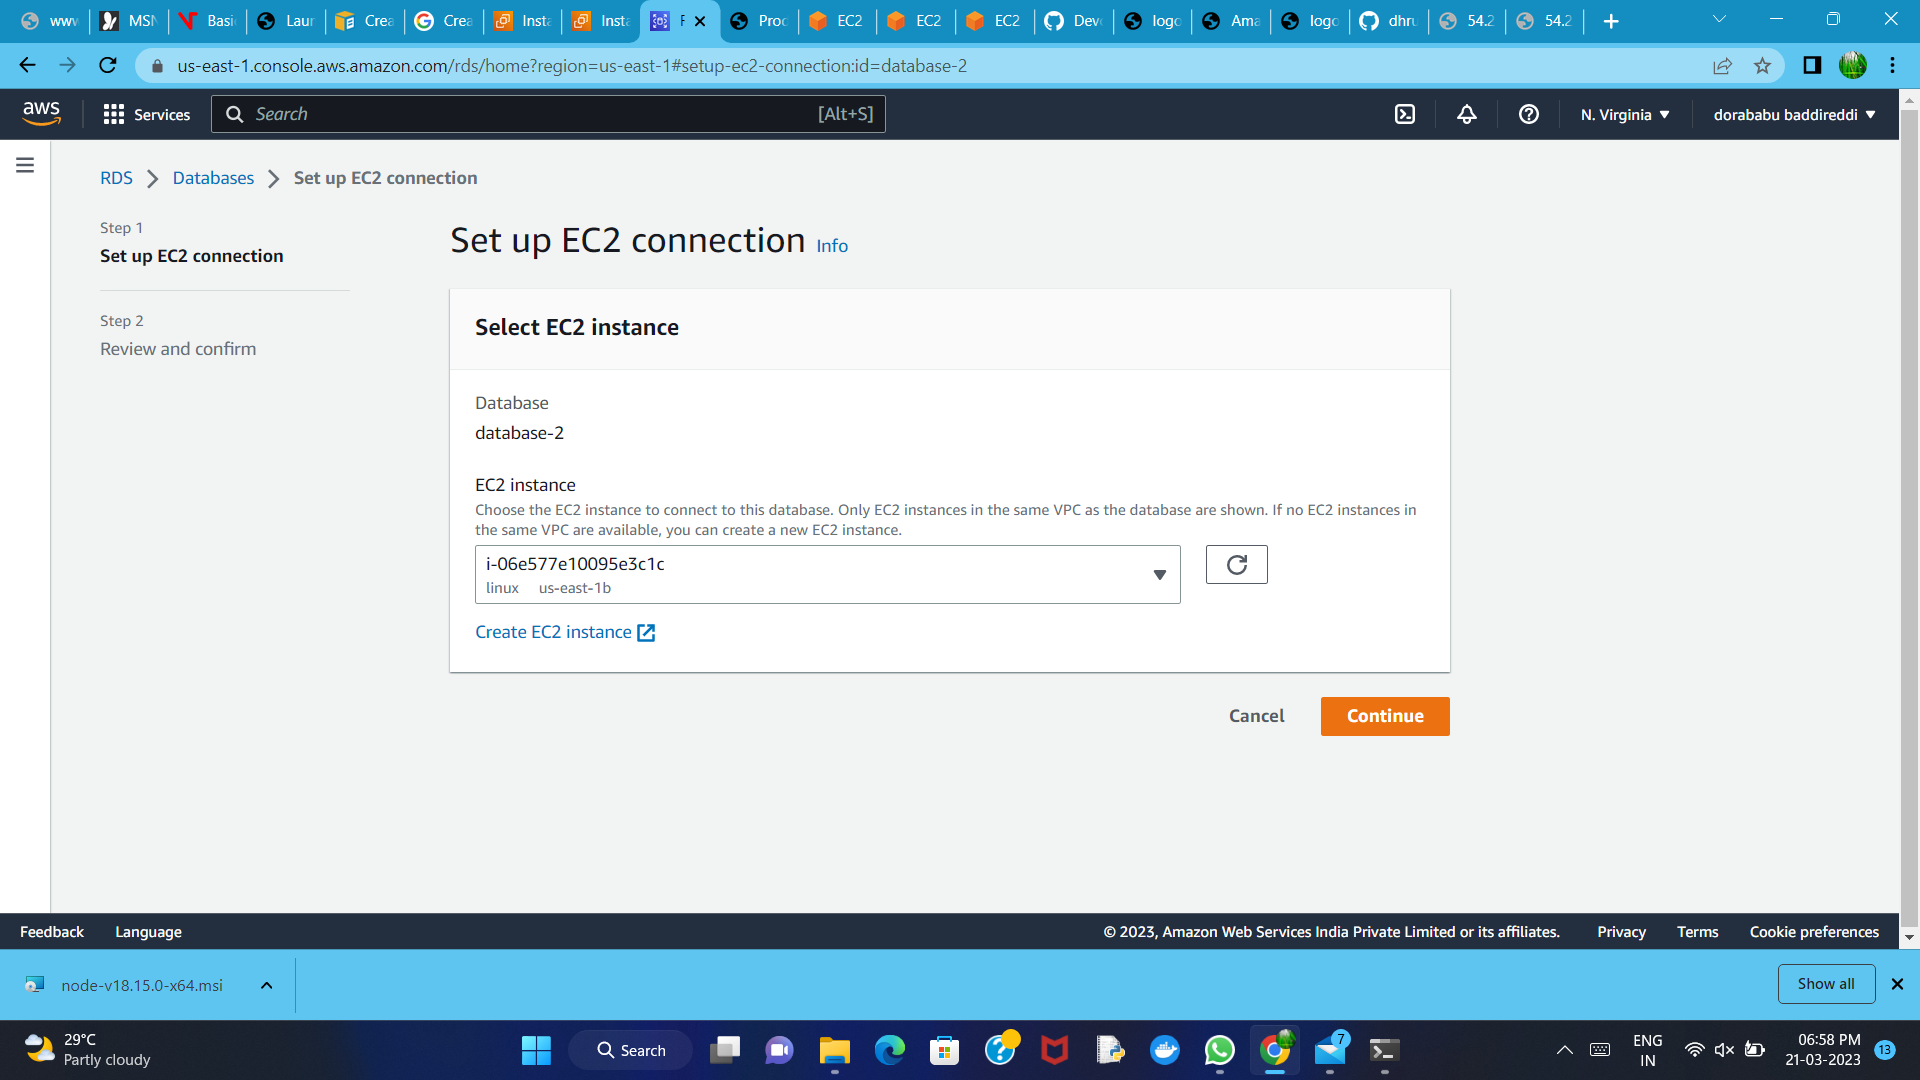 www
MSN
Basi
Laun
Crea
Crea
Insta
Insta
Proc
EC2
EC2
EC2
Deve
logo
Ama
logo
dhru
54.2
54.2
us-east-1.console.aws.amazon.com/rds/home?region=us-east-1#setup-ec2-connection:id=database-2
aws
Services
Search
[Alt+S]
N. Virginia
dorababu baddireddi
RDS
Databases
Set up EC2 connection
Step 1
Set up EC2 connection
Step 2
Review and confirm
Set up EC2 connection Info
Select EC2 instance
Database
database-2
EC2 instance
Choose the EC2 instance to connect to this database. Only EC2 instances in the same VPC as the database are shown. If no EC2 instances in
the same VPC are available, you can create a new EC2 instance.
i-06e577e10095e3c1c
linux us-east-1b
Create EC2 instance
Cancel
Continue
Feedback
Language
© 2023, Amazon Web Services India Private Limited or its affiliates.
Privacy
Terms
Cookie preferences
node-v18.15.0-x64.msi
Show all
29°C
Partly cloudy
Search
7
ENG
IN
06:58 PM
21-03-2023
13